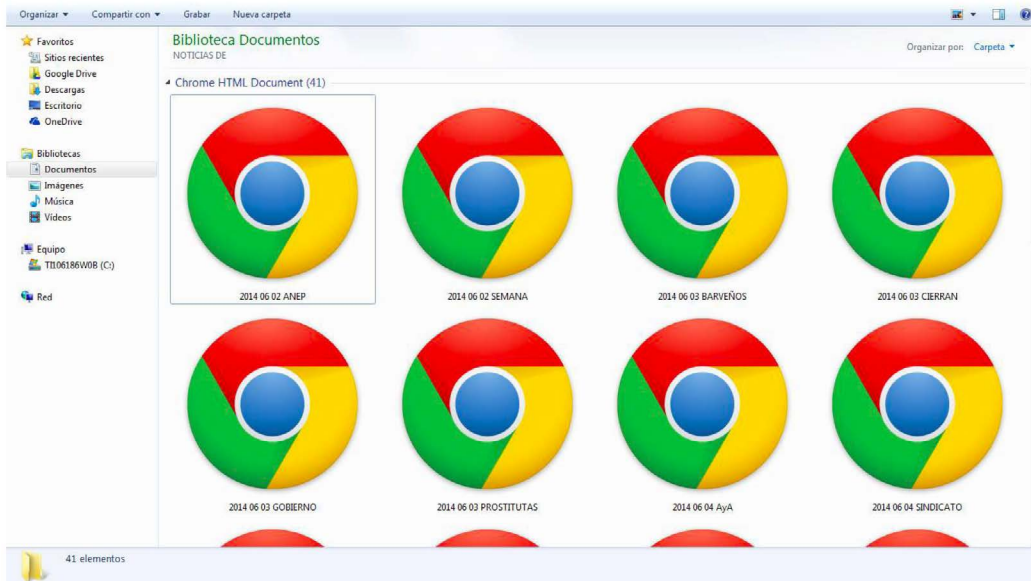 Organizar Compartir con Grabar Nueva carpeta
Favoritos
Sitios recientes
Google Drive
Descargas
Escritorio
OneDrive
Bibliotecas
Documentos
Imágenes
Música
Vídeos
Equipo
TI106186W0B (C:)
Red
Biblioteca Documentos
NOTICIAS DE
Organizar por: Carpeta
Chrome HTML Document (41)
2014 06 02 ANEP
2014 06 02 SEMANA
2014 06 03 BARVEÑOS
2014 06 03 CIERRAN
2014 06 03 GOBIERNO
2014 06 03 PROSTITUTAS
2014 06 04 AyA
2014 06 04 SINDICATO
41 elementos